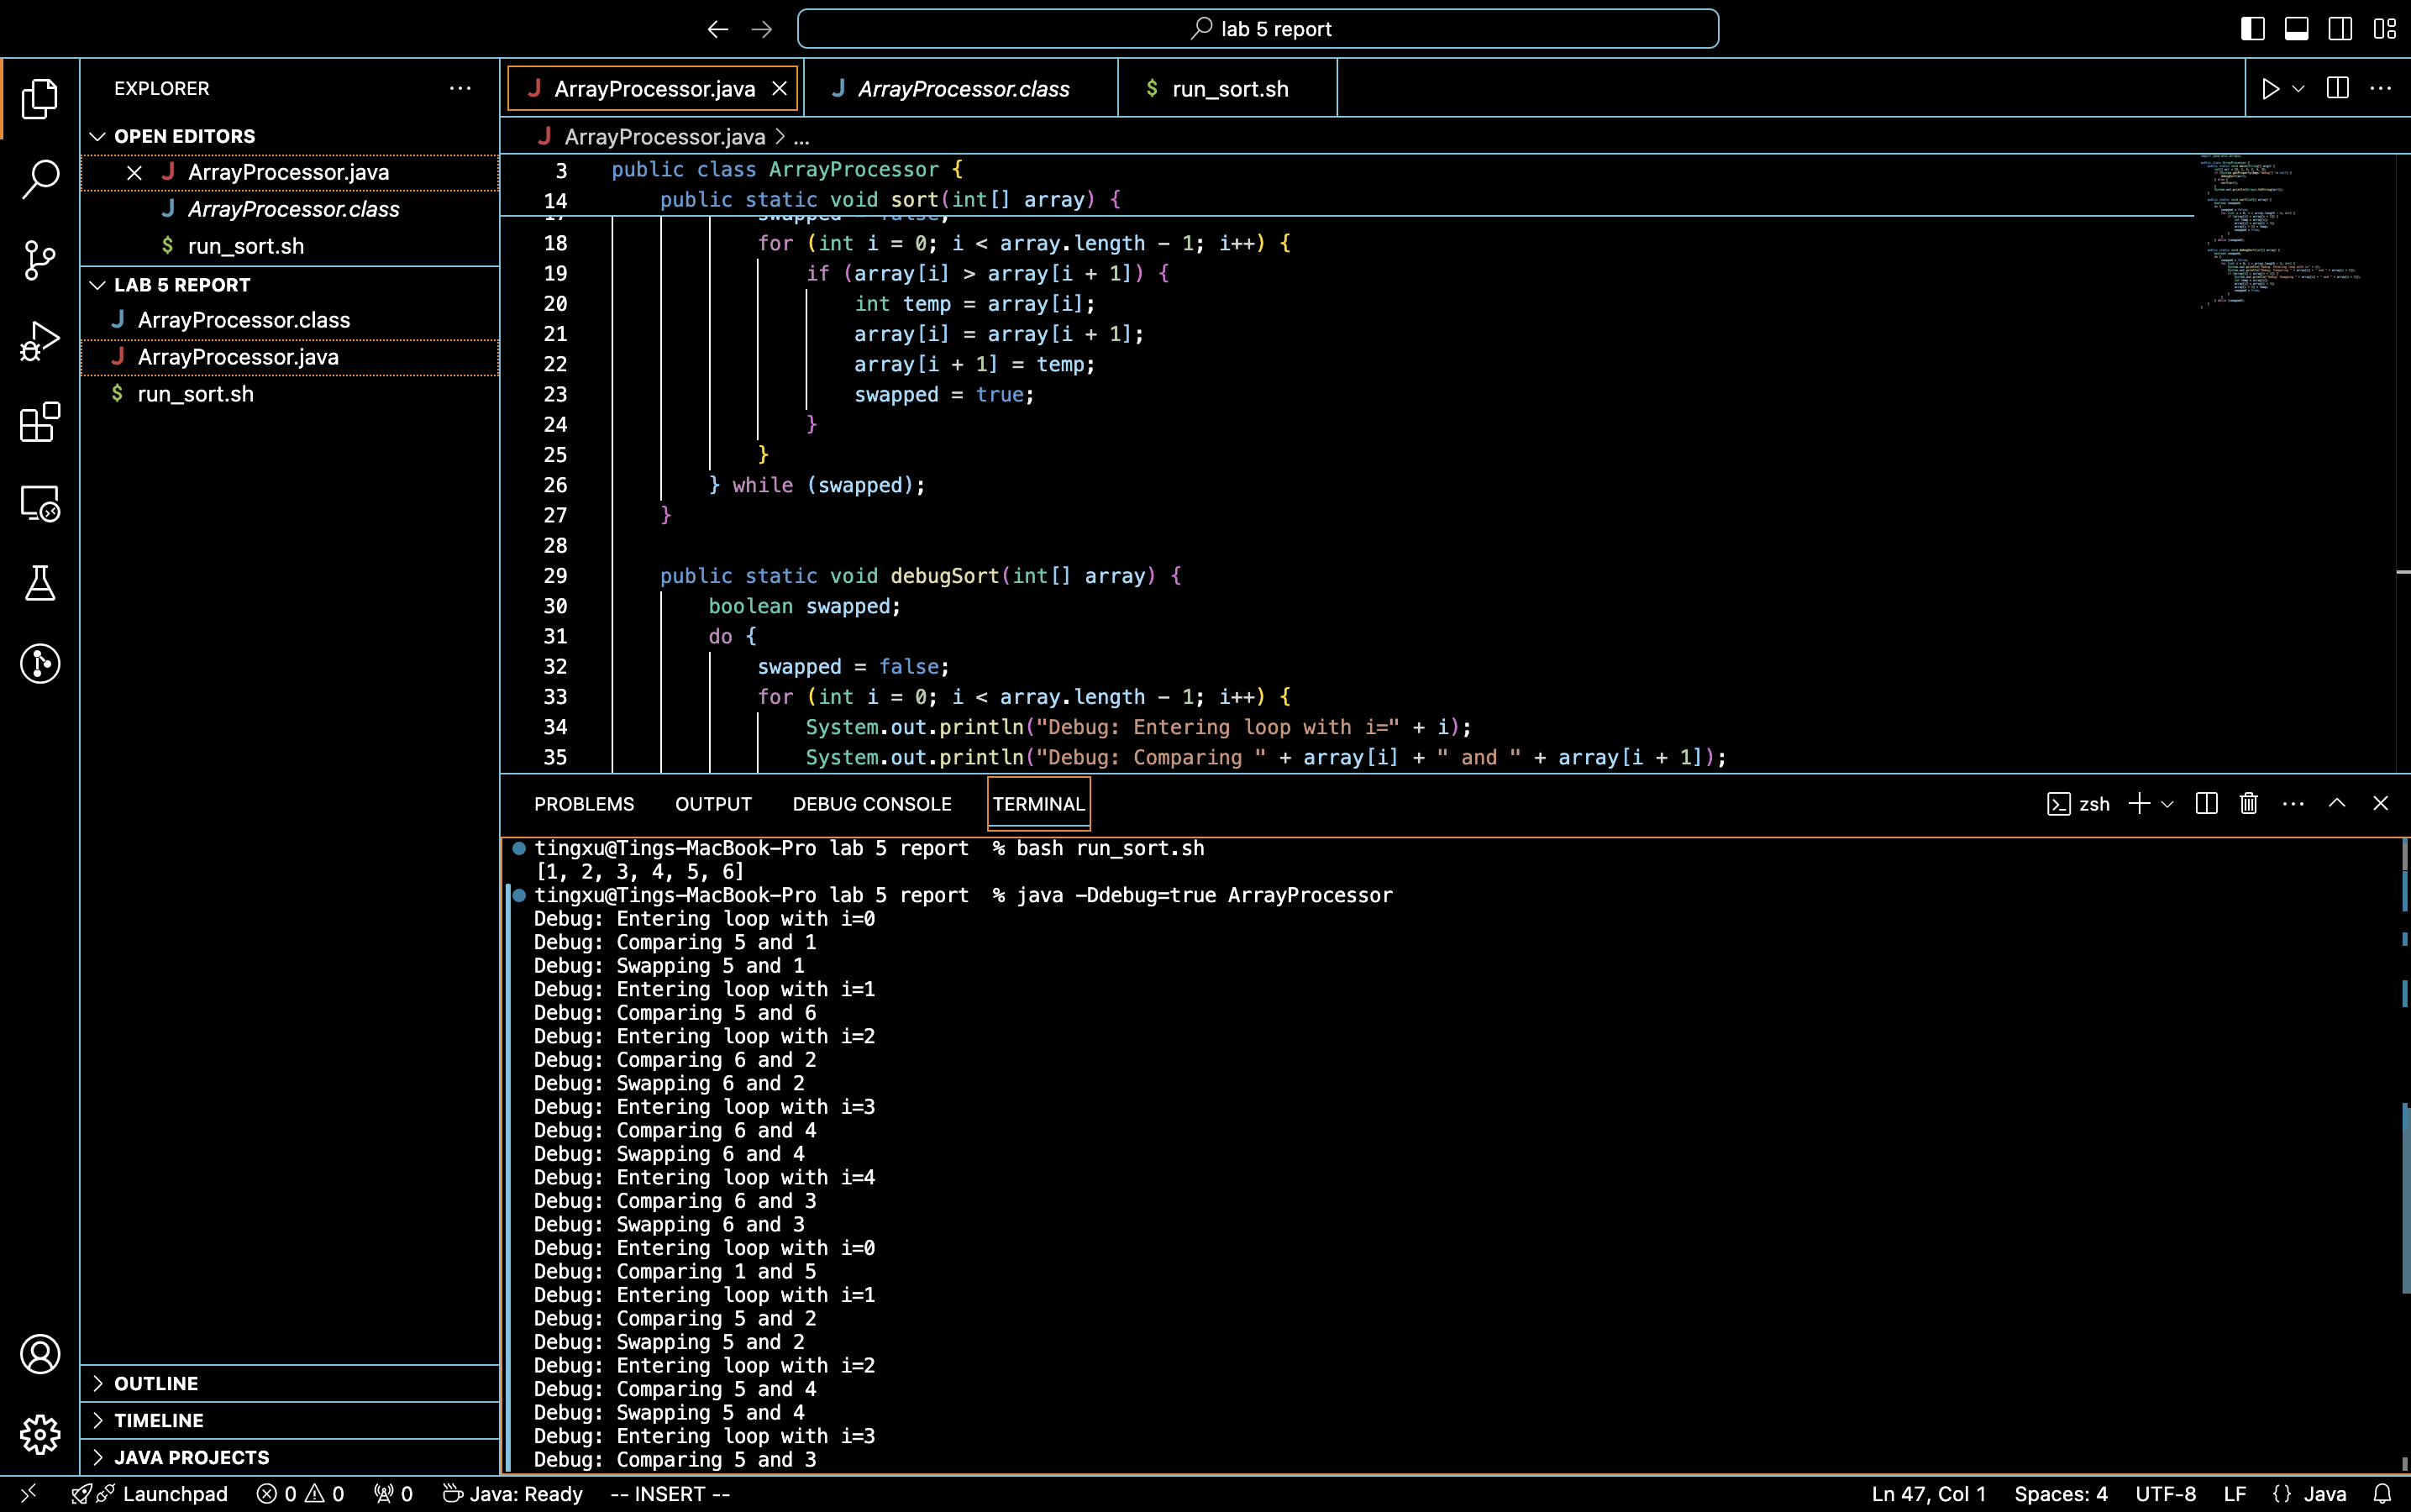 lab 5 report
EXPLORER
OPEN EDITORS
ArrayProcessor.java
ArrayProcessor.class
run_sort.sh
LAB 5 REPORT
ArrayProcessor.class
ArrayProcessor.java
run_sort.sh
OUTLINE
TIMELINE
JAVA PROJECTS
ArrayProcessor.java
ArrayProcessor.class
$ run_sort.sh
ArrayProcessor.java > ...
3 public class ArrayProcessor {
14 public static void sort(int[] array) {
18 for (int i = 0; i < array.length - 1; i++) {
19 if (array[i] > array[i + 1]) {
20 int temp = array[i];
21 array[i] = array[i + 1];
22 array[i + 1] = temp;
23 swapped = true;
24 }
25 }
26 } while (swapped);
27 }
28
29 public static void debugSort(int[] array) {
30 boolean swapped;
31 do {
32 swapped = false;
33 for (int i = 0; i < array.length - 1; i++) {
34 System.out.println("Debug: Entering loop with i=" + i);
35 System.out.println("Debug: Comparing " + array[i] + " and " + array[i + 1]);
PROBLEMS OUTPUT DEBUG CONSOLE TERMINAL zsh
tingxu@Tings-MacBook-Pro lab 5 report % bash run_sort.sh
[1, 2, 3, 4, 5, 6]
tingxu@Tings-MacBook-Pro lab 5 report % java -Ddebug=true ArrayProcessor
Debug: Entering loop with i=0
Debug: Comparing 5 and 1
Debug: Swapping 5 and 1
Debug: Entering loop with i=1
Debug: Comparing 5 and 6
Debug: Entering loop with i=2
Debug: Comparing 6 and 2
Debug: Swapping 6 and 2
Debug: Entering loop with i=3
Debug: Comparing 6 and 4
Debug: Swapping 6 and 4
Debug: Entering loop with i=4
Debug: Comparing 6 and 3
Debug: Swapping 6 and 3
Debug: Entering loop with i=0
Debug: Comparing 1 and 5
Debug: Entering loop with i=1
Debug: Comparing 5 and 2
Debug: Swapping 5 and 2
Debug: Entering loop with i=2
Debug: Comparing 5 and 4
Debug: Swapping 5 and 4
Debug: Entering loop with i=3
Debug: Comparing 5 and 3
Launchpad 0 0 0 Java: Ready -- INSERT -- Ln 47, Col 1 Spaces: 4 UTF-8 LF {} Java